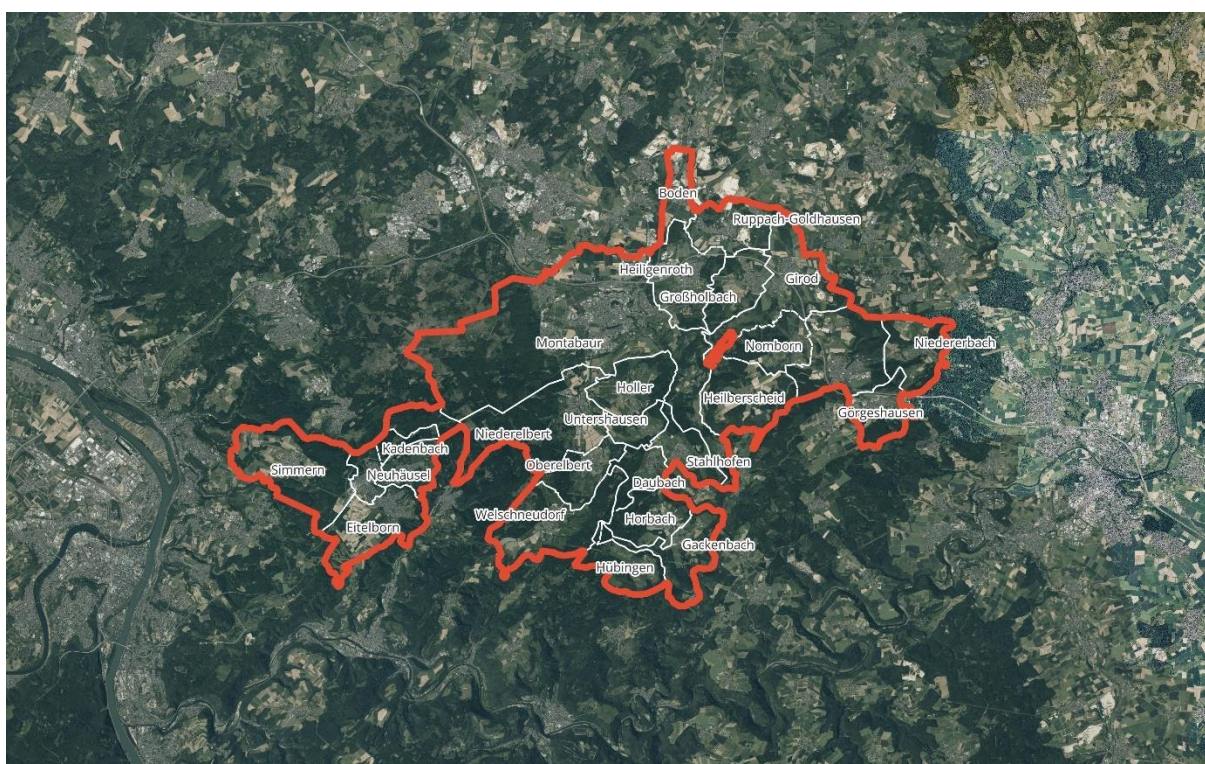 Boden
Ruppach-Goldhausen
Heiligenroth
Girod
Großholbach
Montabaur
Nomborn
Niedererbach
Holler
Heilberscheid
Görgeshausen
Untershausen
Niederelbert
Kadenbach
Stahlhofen
Simmern
Neuhäusel
Oberelbert
Daubach
Welschneudorf
Horbach
Eitelborn
Gackenbach
Hübingen